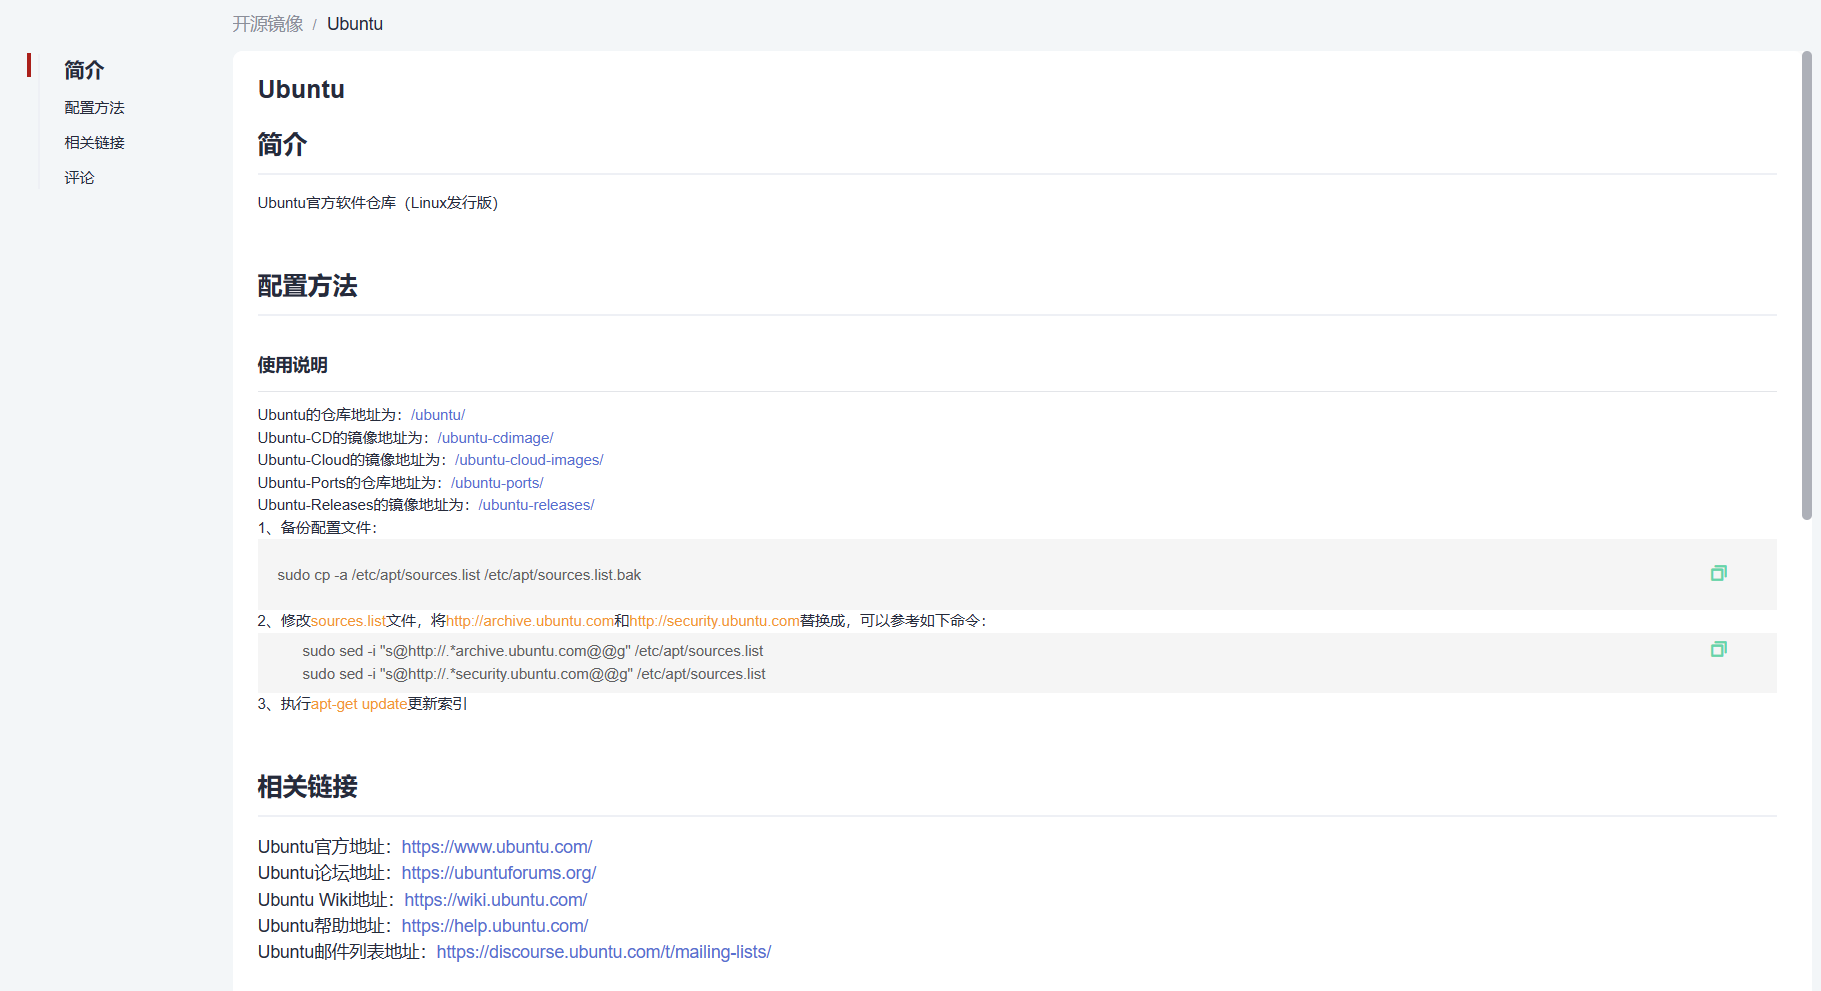 开源镜像 / Ubuntu
简介
配置方法
相关链接
评论
Ubuntu
简介
Ubuntu官方软件仓库（Linux发行版）
配置方法
使用说明
Ubuntu的仓库地址为：/ubuntu/
Ubuntu-CD的镜像地址为：/ubuntu-cdimage/
Ubuntu-Cloud的镜像地址为：/ubuntu-cloud-images/
Ubuntu-Ports的仓库地址为：/ubuntu-ports/
Ubuntu-Releases的镜像地址为：/ubuntu-releases/
1、备份配置文件：
sudo cp -a /etc/apt/sources.list /etc/apt/sources.list.bak
2、修改sources.list文件，将http://archive.ubuntu.com和http://security.ubuntu.com替换成，可以参考如下命令：
sudo sed -i "s@http://.*archive.ubuntu.com@@g" /etc/apt/sources.list
sudo sed -i "s@http://.*security.ubuntu.com@@g" /etc/apt/sources.list
3、执行apt-get update更新索引
相关链接
Ubuntu官方地址：https://www.ubuntu.com/
Ubuntu论坛地址：https://ubuntuforums.org/
Ubuntu Wiki地址：https://wiki.ubuntu.com/
Ubuntu帮助地址：https://help.ubuntu.com/
Ubuntu邮件列表地址：https://discourse.ubuntu.com/t/mailing-lists/